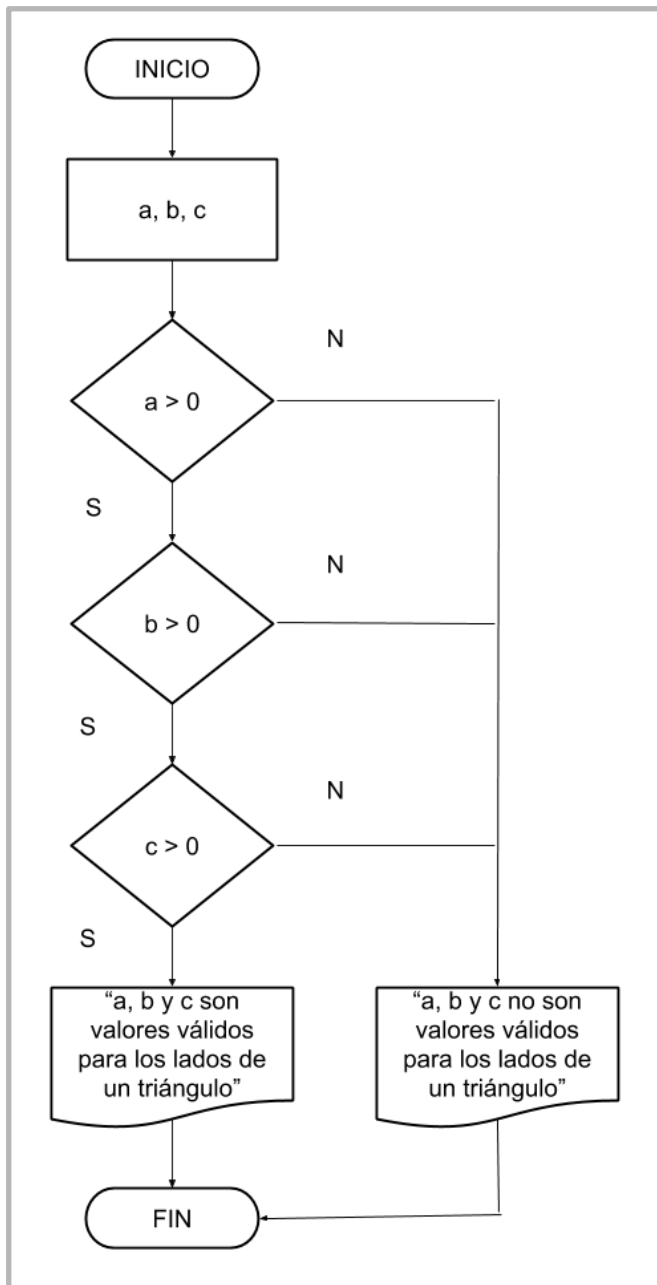 INICIO
a, b, c
N
a > 0
S
N
b > 0
S
N
c > 0
S
“a, b y c son
valores válidos
para los lados de
un triángulo”
“a, b y c no son
valores válidos
para los lados de
un triángulo”
FIN